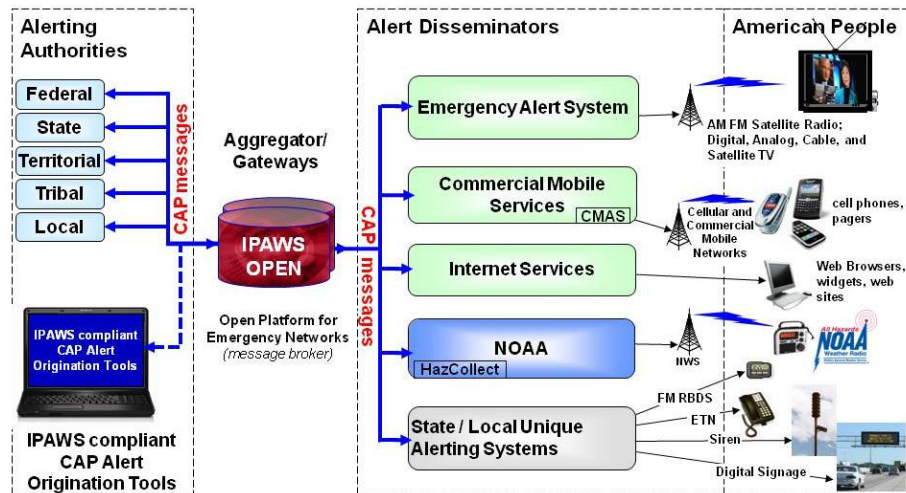 Alerting
Authorities
Federal
State
Territorial
Tribal
Local
CAP messages
IPAWS compliant
CAP Alert
Origination Tools
IPAWS compliant
CAP Alert
Origination Tools
Aggregator/
Gateways
IPAWS
OPEN
Open Platform for
Emergency Networks
(message broker)
CAP messages
Alert Disseminators
Emergency Alert System
Commercial Mobile
Services
CMAS
Internet Services
NOAA
HazCollect
State / Local Unique
Alerting Systems
American People
AM FM Satellite Radio;
Digital, Analog, Cable, and
Satellite TV
Cellular and
Commercial
Mobile
Networks
cell phones,
pagers
Web Browsers,
widgets, web
sites
NWS
All Hazards
NOAA
Weather Radio
FM RBDS
ETN
Siren
Digital Signage